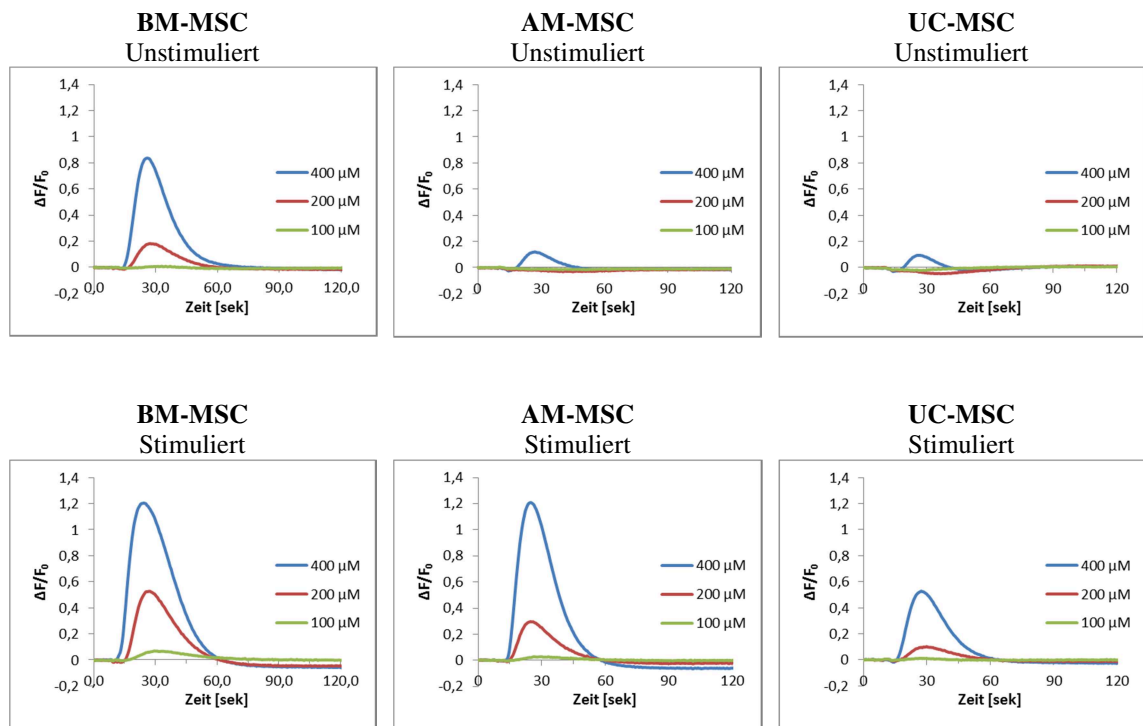 BM-MSC
Unstimuliert
AM-MSC
Unstimuliert
UC-MSC
Unstimuliert
1,4
1,2
1
0,8
0,6
0,4
0,2
0
-0,2
ΔF/F₀
400 µM
200 µM
100 µM
0,0 30,0 60,0 90,0 120,0
Zeit [sek]
1,4
1,2
1
0,8
0,6
0,4
0,2
0
-0,2
ΔF/F₀
400 µM
200 µM
100 µM
0 30 60 90 120
Zeit [sek]
1,4
1,2
1
0,8
0,6
0,4
0,2
0
-0,2
ΔF/F₀
400 µM
200 µM
100 µM
0 30 60 90 120
Zeit [sek]
BM-MSC
Stimuliert
AM-MSC
Stimuliert
UC-MSC
Stimuliert
1,4
1,2
1
0,8
0,6
0,4
0,2
0
-0,2
ΔF/F₀
400 µM
200 µM
100 µM
0,0 30,0 60,0 90,0 120,0
Zeit [sek]
1,4
1,2
1
0,8
0,6
0,4
0,2
0
-0,2
ΔF/F₀
400 µM
200 µM
100 µM
0 30 60 90 120
Zeit [sek]
1,4
1,2
1
0,8
0,6
0,4
0,2
0
-0,2
ΔF/F₀
400 µM
200 µM
100 µM
0 30 60 90 120
Zeit [sek]